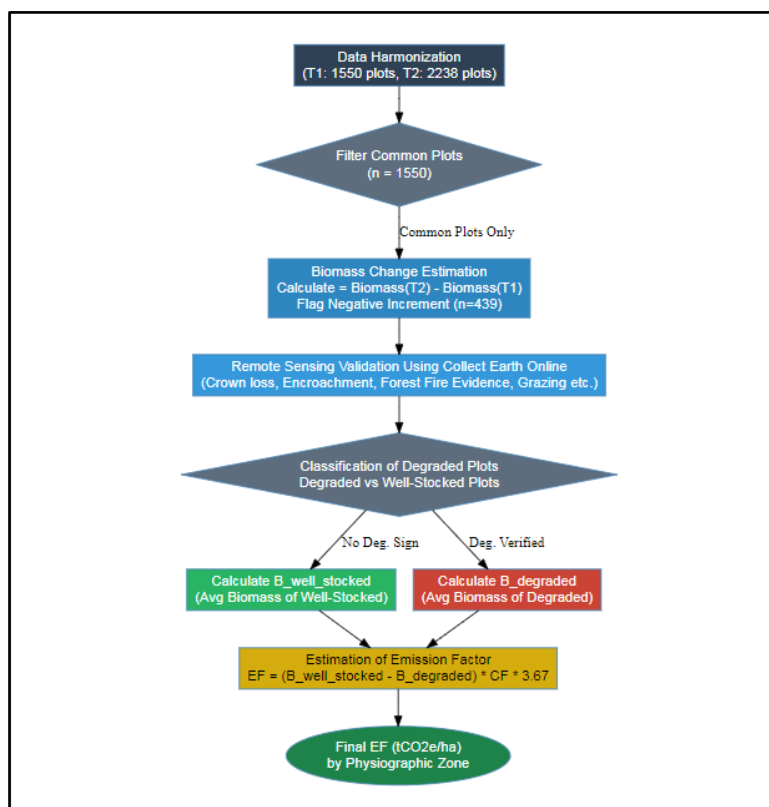 Data Harmonization
(T1: 1550 plots, T2: 2238 plots)
Filter Common Plots
(n = 1550)
Common Plots Only
Biomass Change Estimation
Calculate = Biomass(T2) - Biomass(T1)
Flag Negative Increment (n=439)
Remote Sensing Validation Using Collect Earth Online
(Crown loss, Encroachment, Forest Fire Evidence, Grazing etc.)
Classification of Degraded Plots
Degraded vs Well-Stocked Plots
No Deg. Sign
Deg. Verified
Calculate B_well_stocked
(Avg Biomass of Well-Stocked)
Calculate B_degraded
(Avg Biomass of Degraded)
Estimation of Emission Factor
EF = (B_well_stocked - B_degraded) * CF * 3.67
Final EF (tCO2e/ha)
by Physiographic Zone